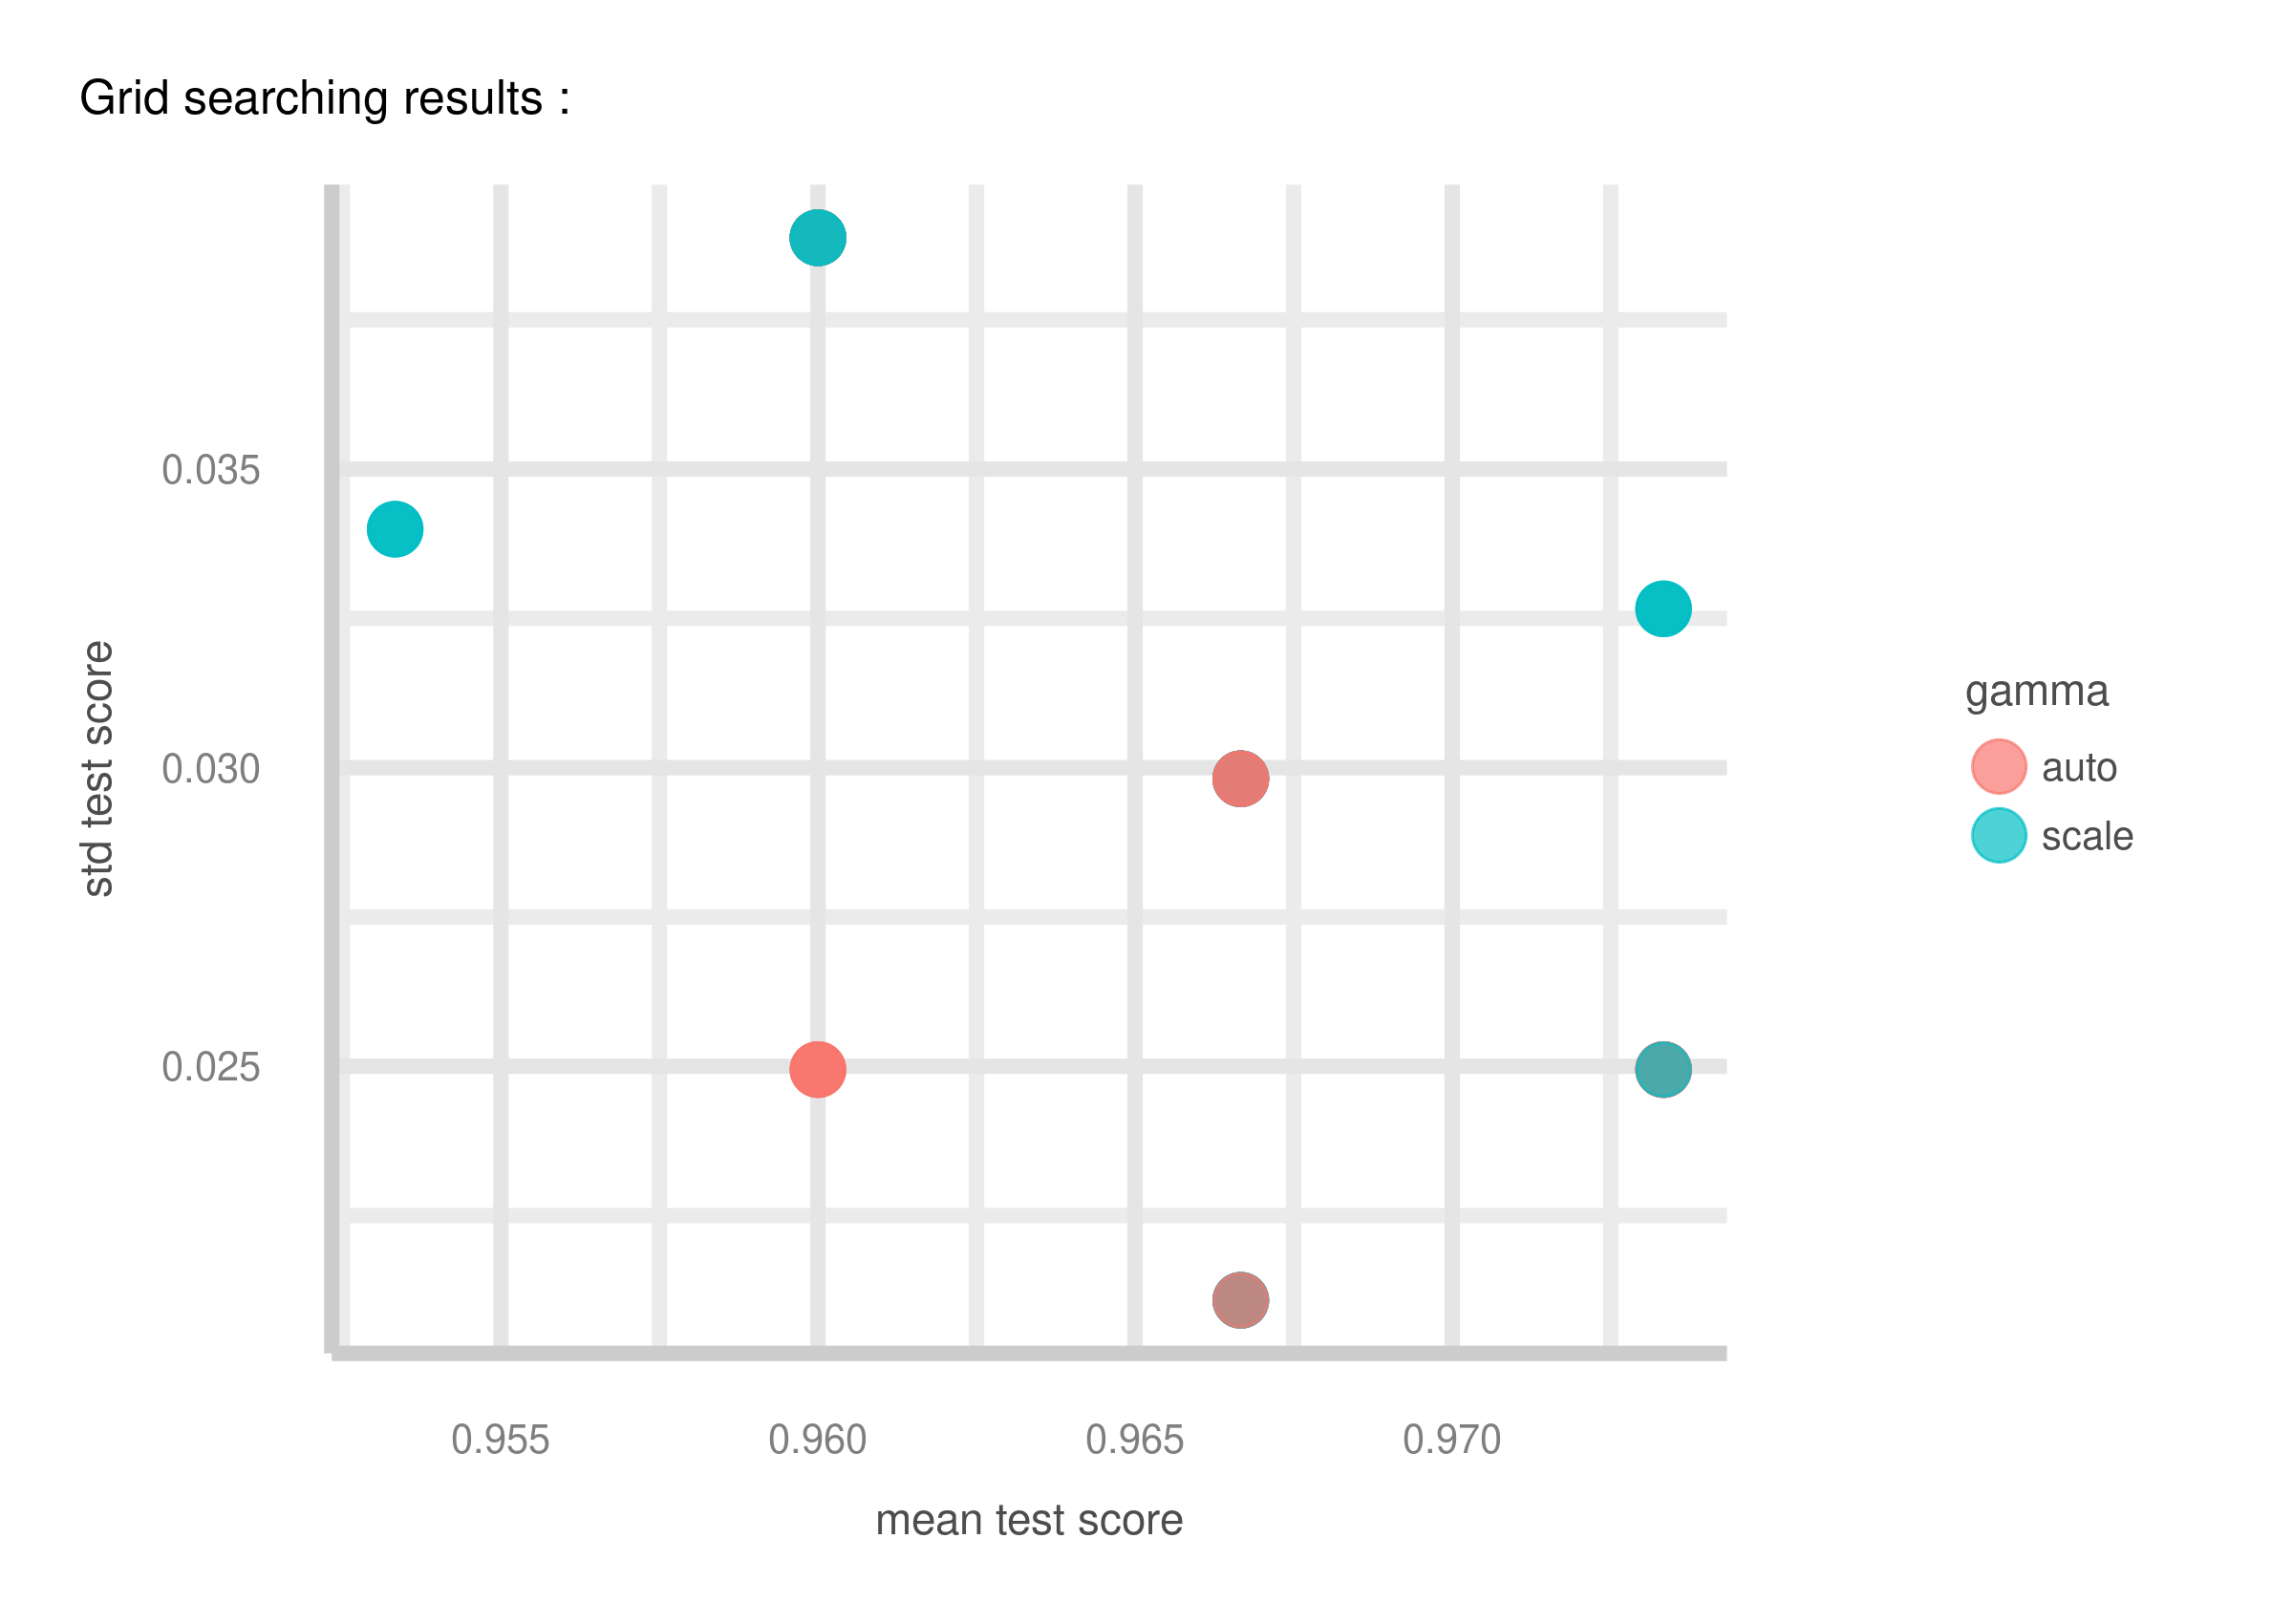 Grid searching results :
0.035
0.030
0.025
std test score
0.955
0.960
0.965
0.970
mean test score
gamma
auto
scale